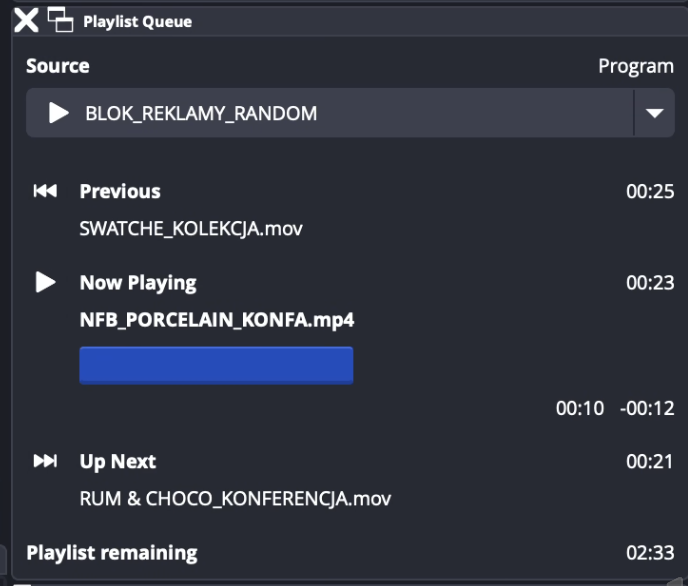 Playlist Queue
Source Program
BLOK_REKLAMY_RANDOM
Previous 00:25
SWATCHE_KOLEKCJA.mov
Now Playing 00:23
NFB_PORCELAIN_KONFA.mp4
00:10 -00:12
Up Next 00:21
RUM & CHOCO_KONFERENCJA.mov
Playlist remaining 02:33